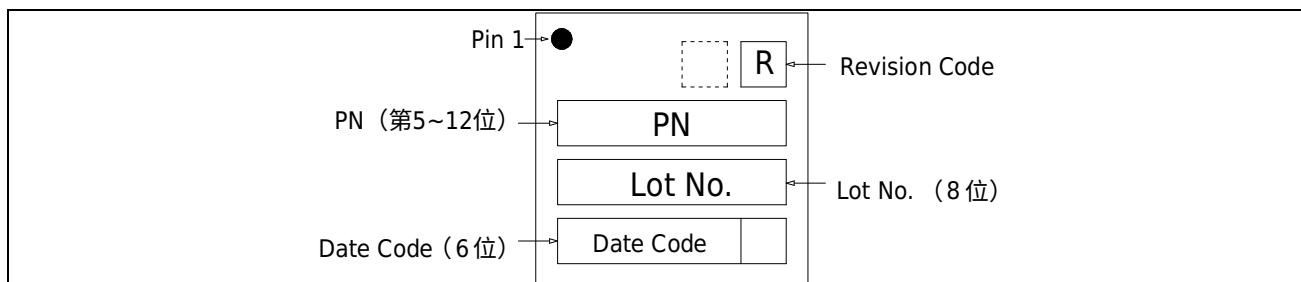 Pin 1
R
Revision Code
PN（第5~12位）
PN
Lot No.
Lot No. （8 位）
Date Code（6 位）
Date Code